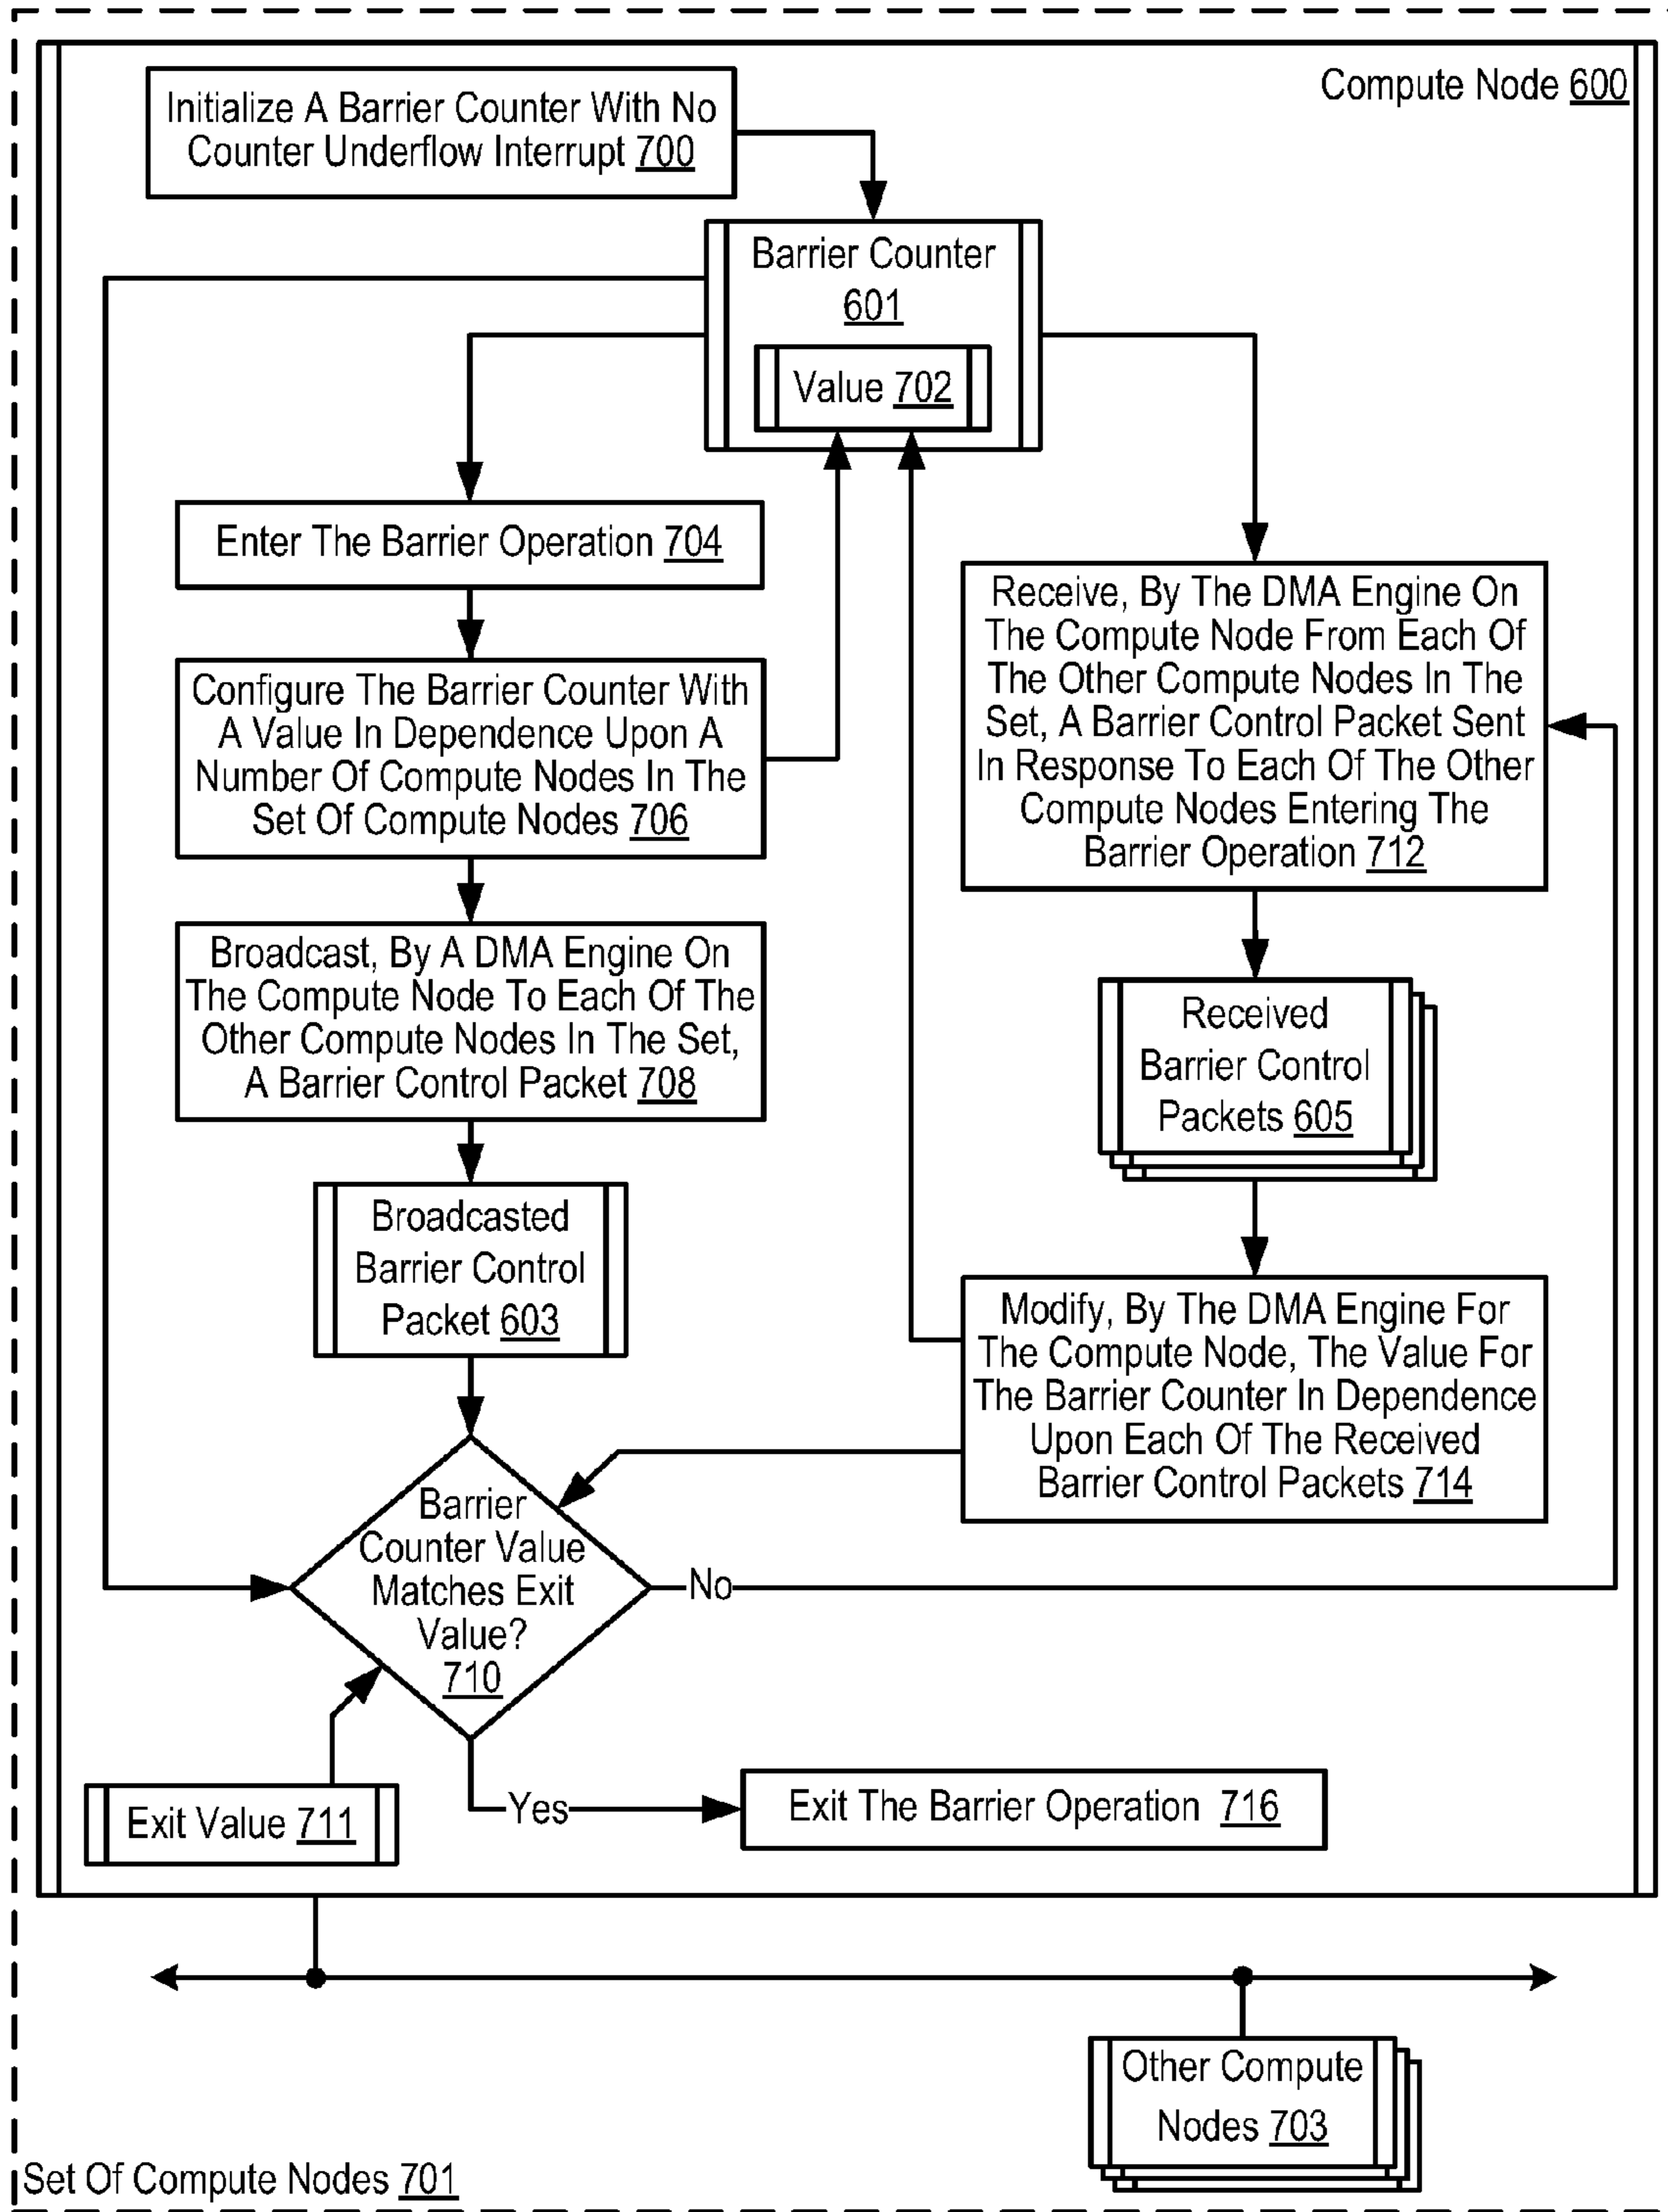 Compute Node 600
Initialize A Barrier Counter With No
Counter Underflow Interrupt 700
Barrier Counter
601
Value 702
Enter The Barrier Operation 704
Configure The Barrier Counter With
A Value In Dependence Upon A
Number Of Compute Nodes In The
Set Of Compute Nodes 706
Broadcast, By A DMA Engine On
The Compute Node To Each Of The
Other Compute Nodes In The Set,
A Barrier Control Packet 708
Broadcasted
Barrier Control
Packet 603
Receive, By The DMA Engine On
The Compute Node From Each Of
The Other Compute Nodes In The
Set, A Barrier Control Packet Sent
In Response To Each Of The Other
Compute Nodes Entering The
Barrier Operation 712
Received
Barrier Control
Packets 605
Modify, By The DMA Engine For
The Compute Node, The Value For
The Barrier Counter In Dependence
Upon Each Of The Received
Barrier Control Packets 714
Barrier
Counter Value
Matches Exit
Value?
710
No
Yes
Exit Value 711
Exit The Barrier Operation 716
Other Compute
Nodes 703
Set Of Compute Nodes 701